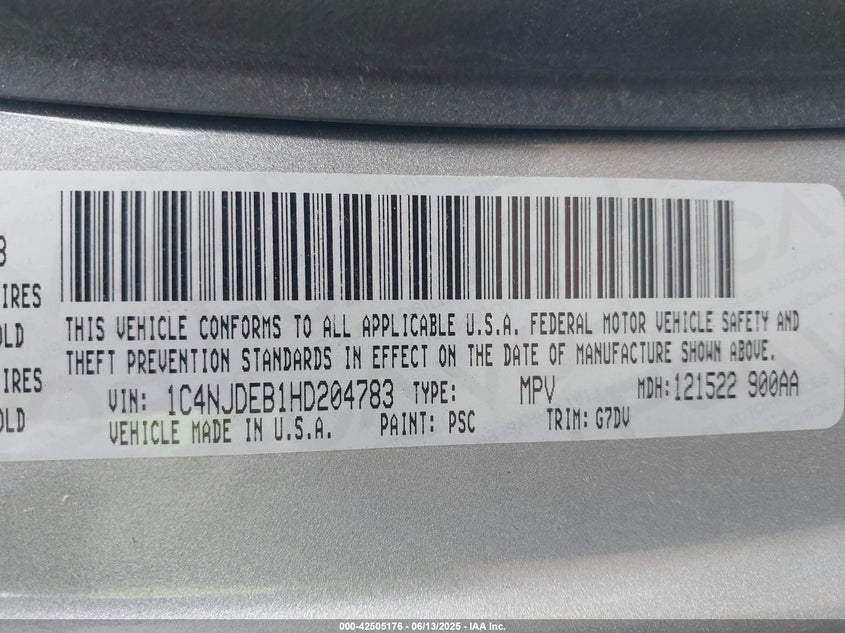 8
IRES
OLD
IRES
OLD
THIS VEHICLE CONFORMS TO ALL APPLICABLE U.S.A. FEDERAL MOTOR VEHICLE SAFETY AND
THEFT PREVENTION STANDARDS IN EFFECT ON THE DATE OF MANUFACTURE SHOWN ABOVE.
VIN: 1C4NJDEB1HD204783 TYPE: MPV MDH:121522 900AA
VEHICLE MADE IN U.S.A. PAINT: PSC TRIM: G7DV
000-42505176 - 06/13/2025 - IAA Inc.